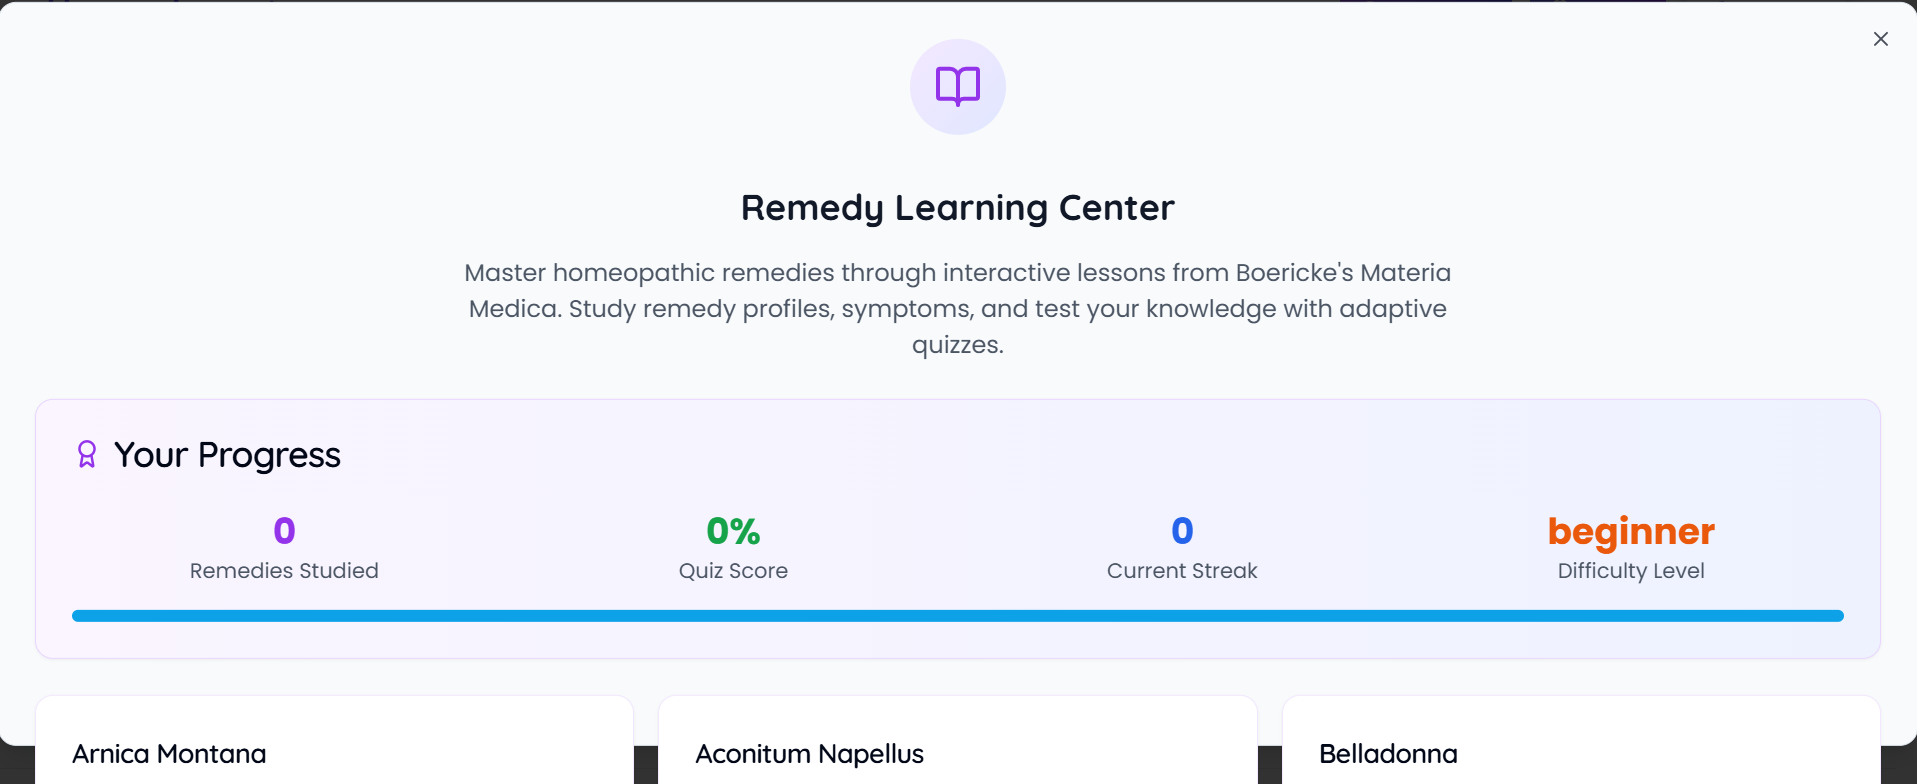 Remedy Learning Center
Master homeopathic remedies through interactive lessons from Boericke's Materia
Medica. Study remedy profiles, symptoms, and test your knowledge with adaptive
quizzes.
Your Progress
0
Remedies Studied
0%
Quiz Score
0
Current Streak
beginner
Difficulty Level
Arnica Montana
Aconitum Napellus
Belladonna